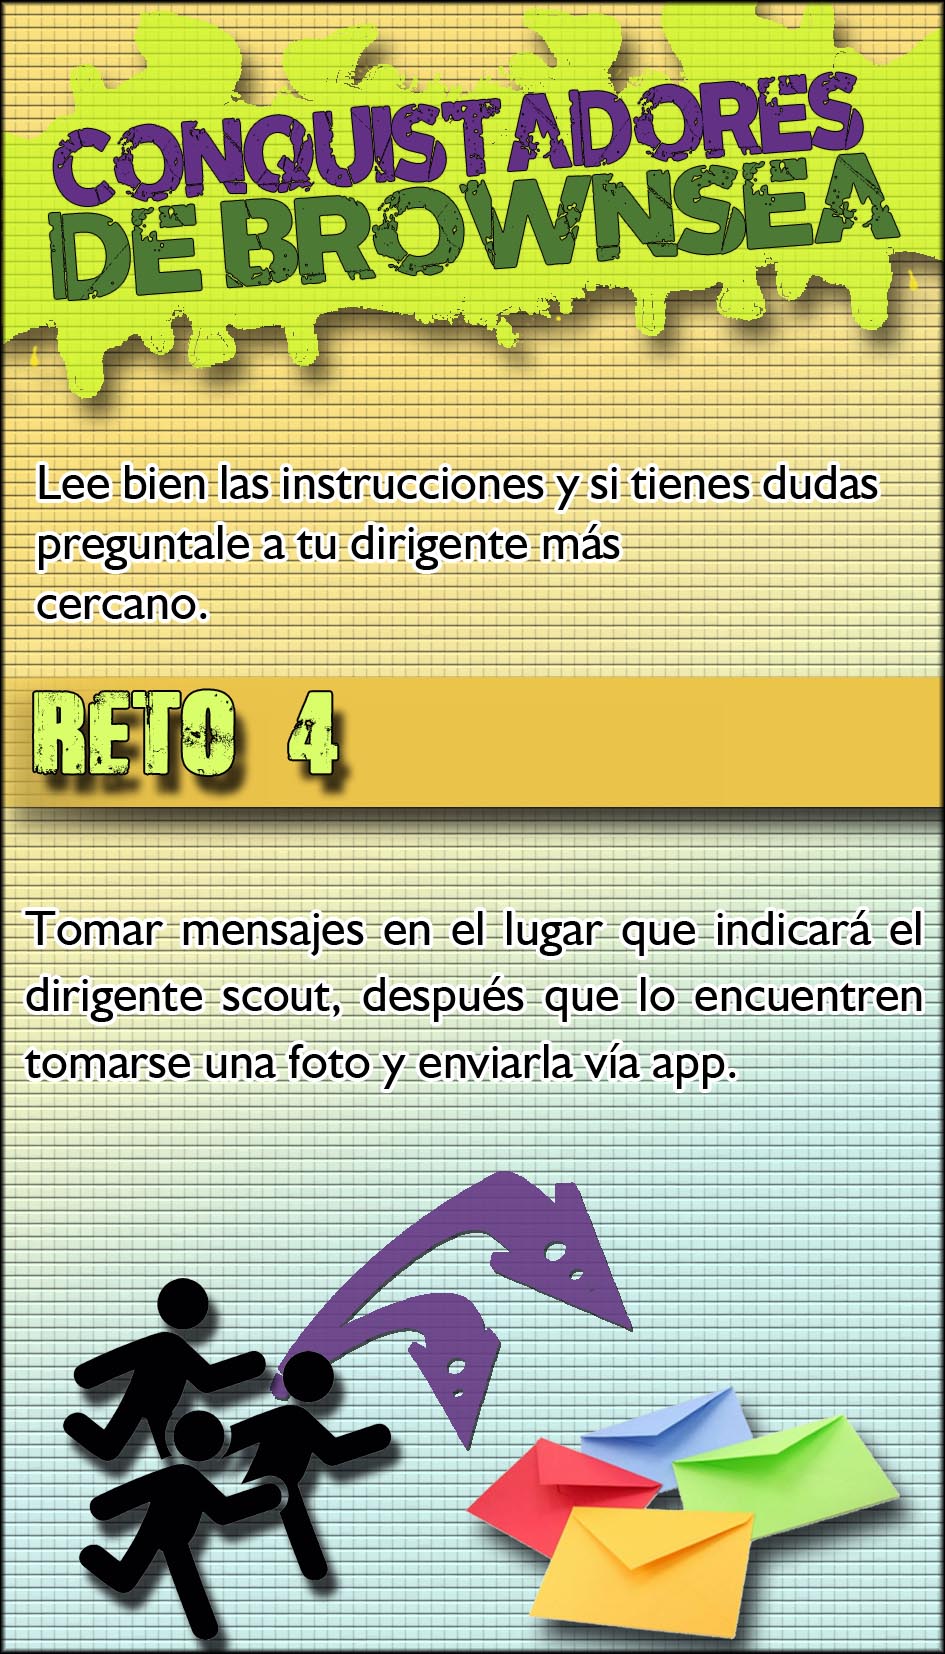 CONQUISTADORES
DE BROWNSEA
Lee bien las instrucciones y si tienes dudas
preguntale a tu dirigente más
cercano.
RETO 4
Tomar mensajes en el lugar que indicará el
dirigente scout, después que lo encuentren
tomarse una foto y enviarla vía app.